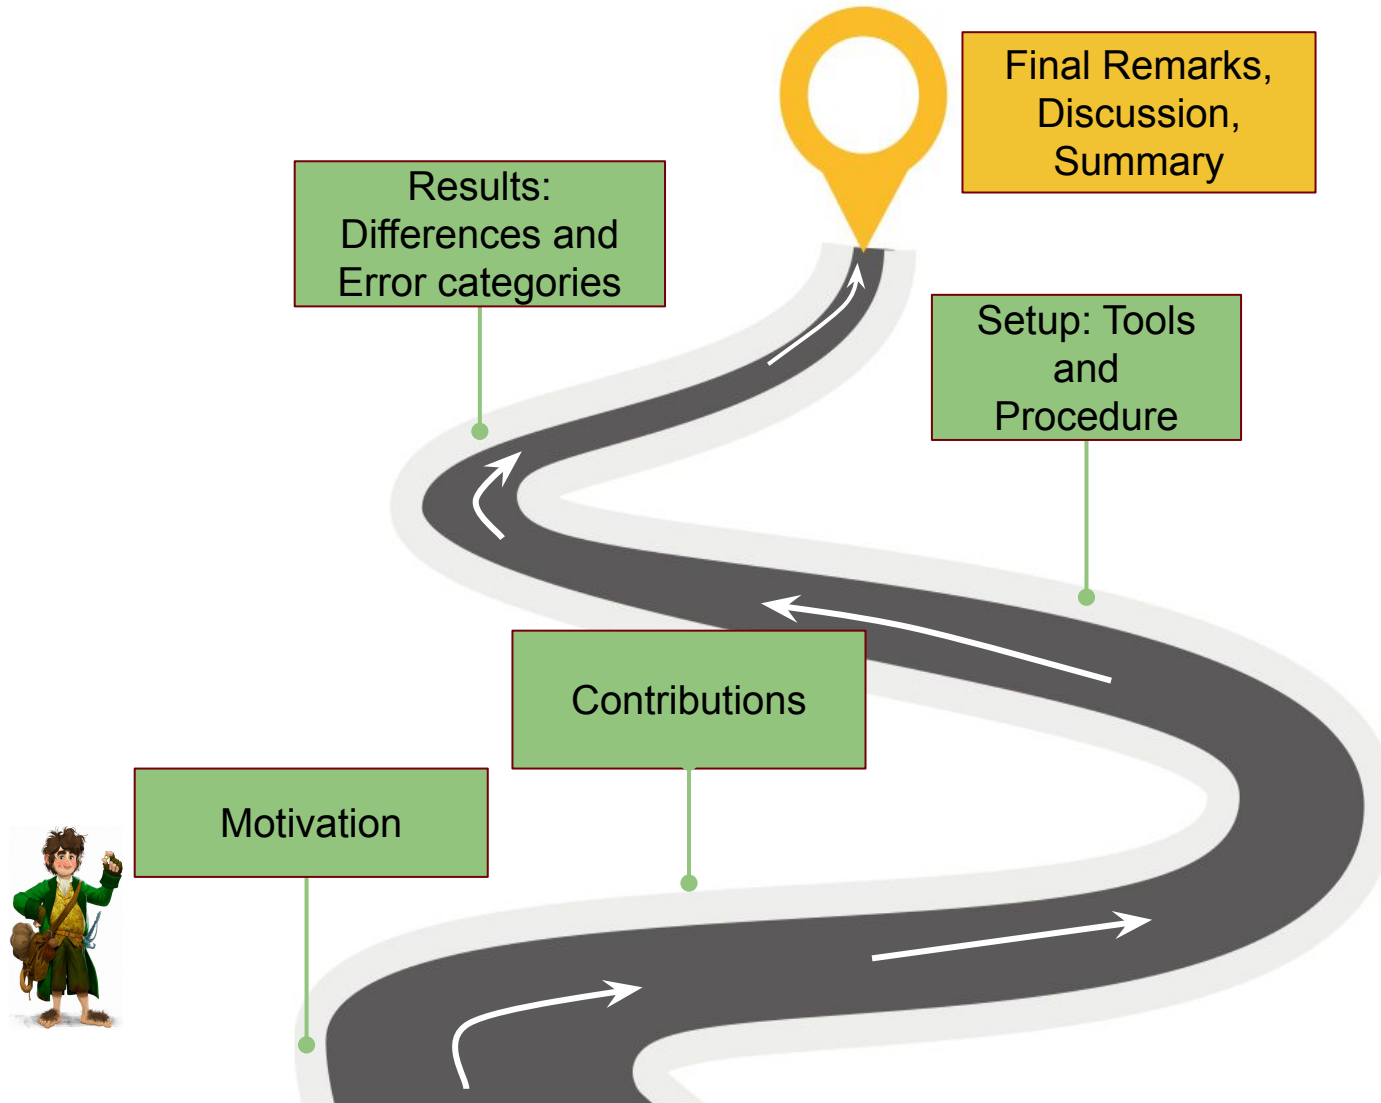 Final Remarks,
Discussion,
Summary
Results:
Differences and
Error categories
Setup: Tools
and
Procedure
Contributions
Motivation